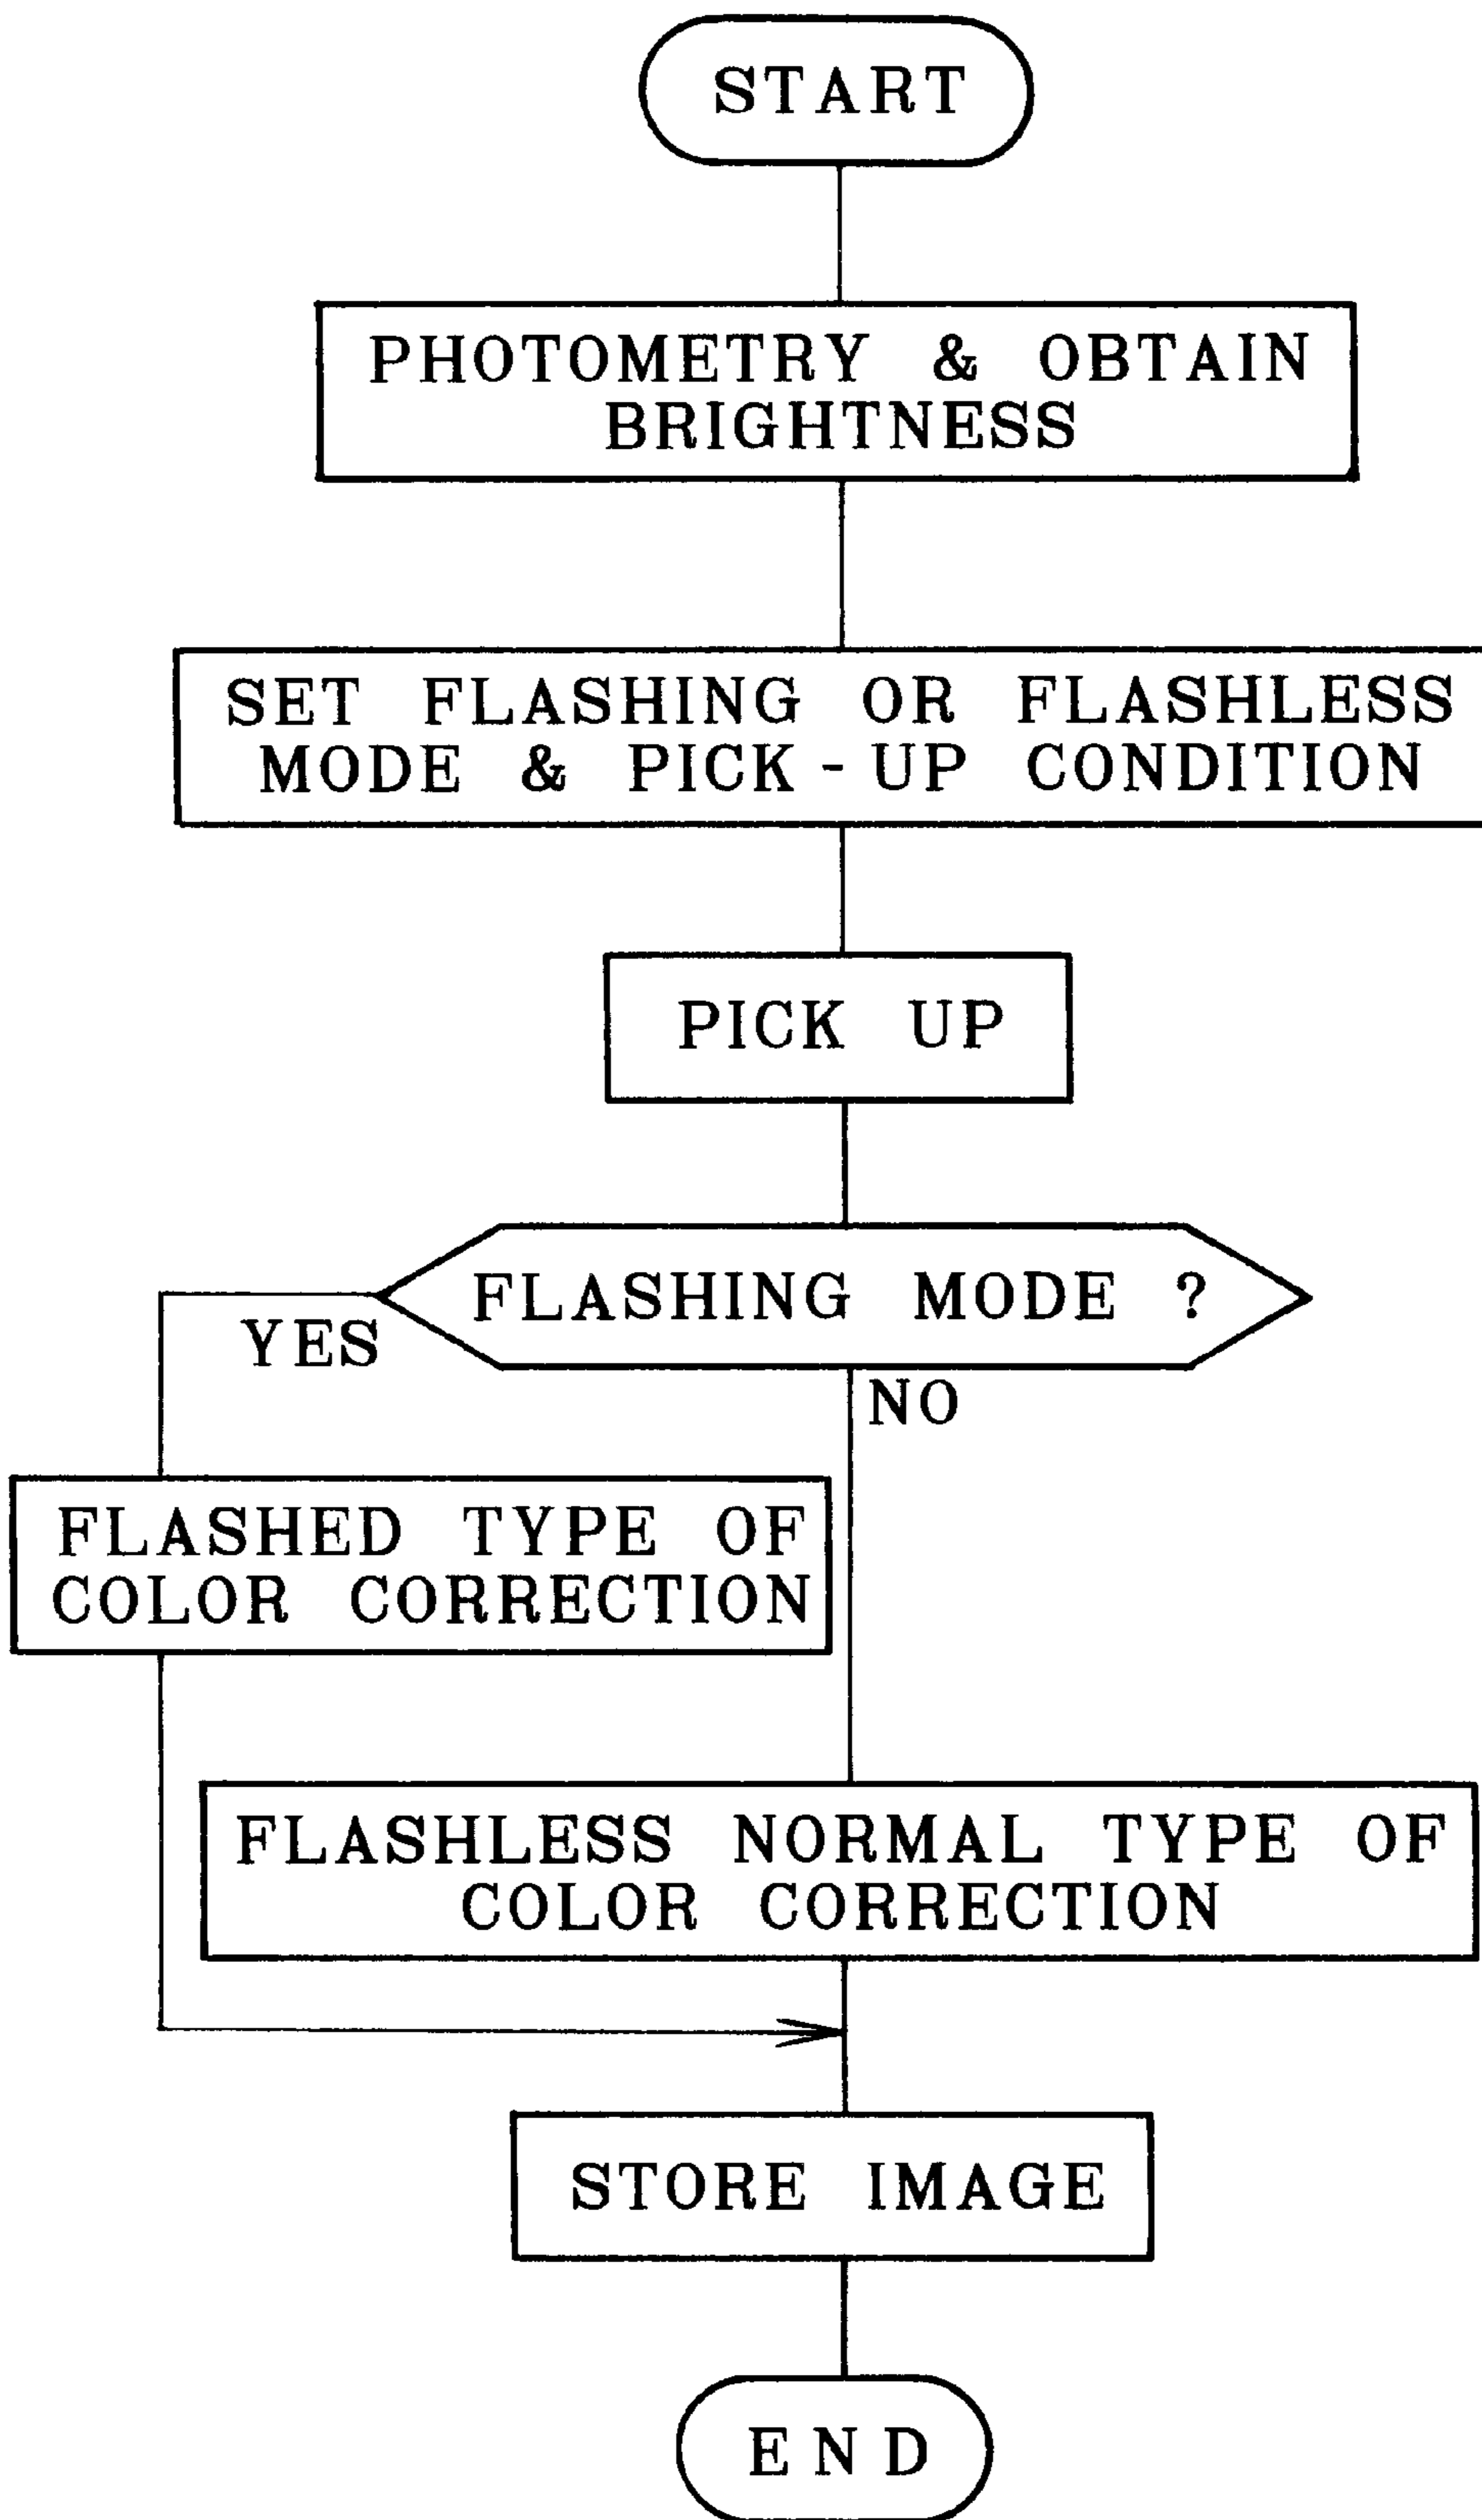 START
PHOTOMETRY & OBTAIN
BRIGHTNESS
SET FLASHING OR FLASHLESS
MODE & PICK-UP CONDITION
PICK UP
FLASHING MODE ?
YES
NO
FLASHED TYPE OF
COLOR CORRECTION
FLASHLESS NORMAL TYPE OF
COLOR CORRECTION
STORE IMAGE
END